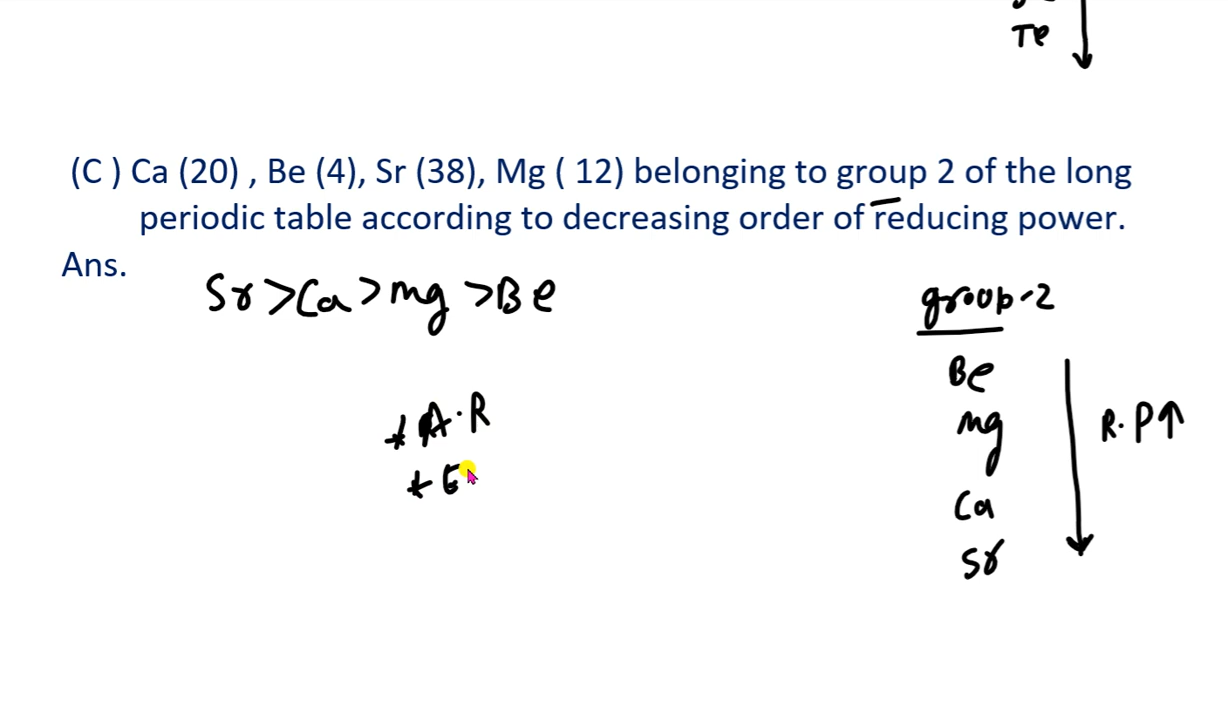 Te
(C ) Ca (20) , Be (4), Sr (38), Mg ( 12) belonging to group 2 of the long
periodic table according to decreasing order of reducing power.
Ans.
Sr > Ca > mg > Be
group-2
Be
mg
Ca
Sr
R. P↑
* A.R
* E